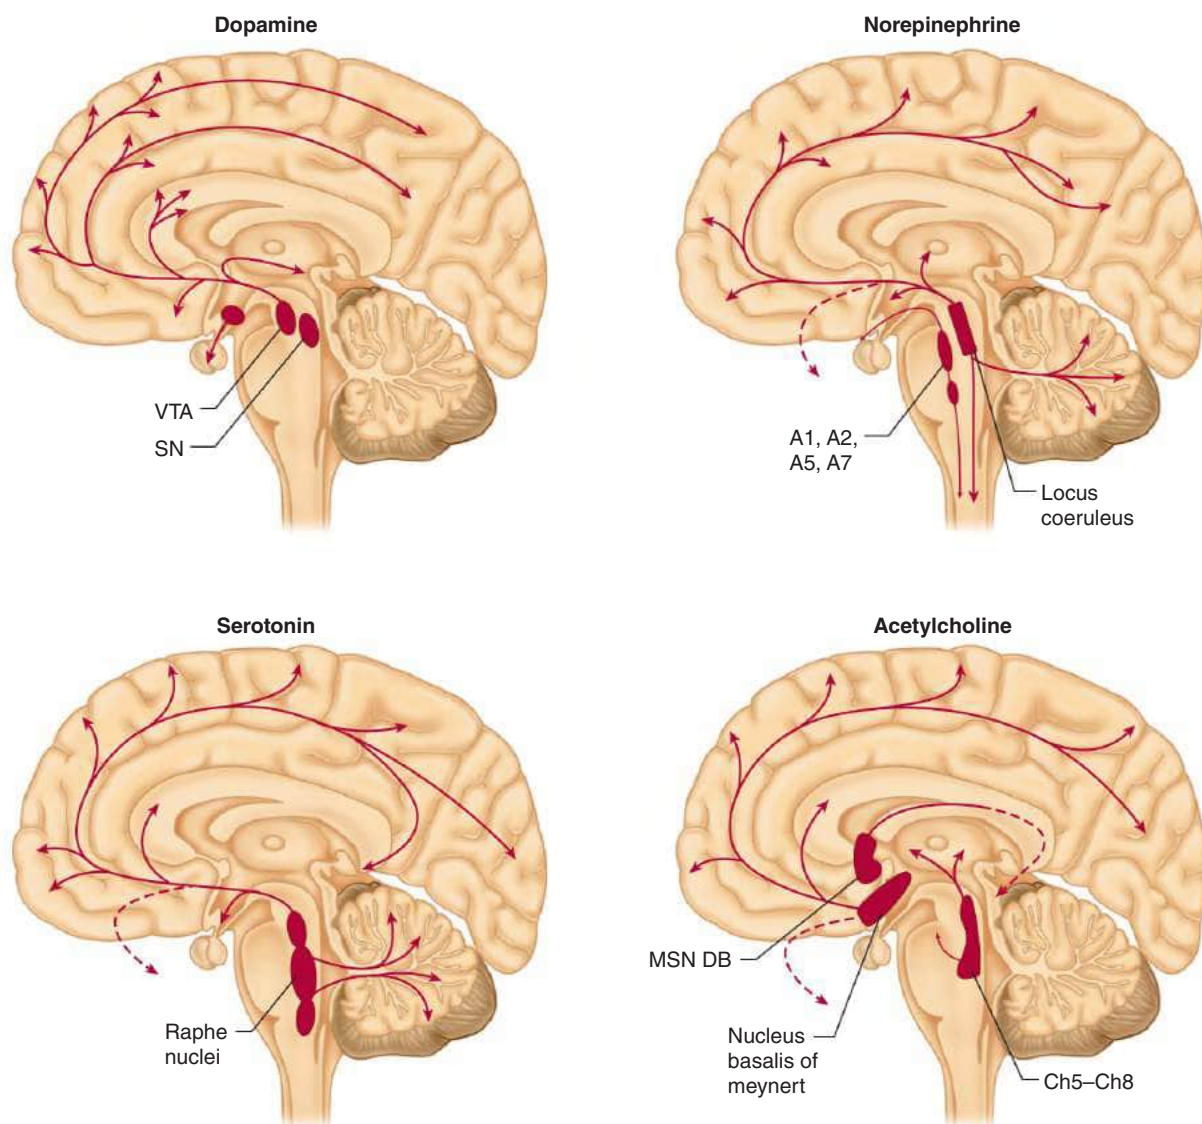 Dopamine
VTA
SN
Norepinephrine
A1, A2,
A5, A7
Locus
coeruleus
Serotonin
Raphe
nuclei
Acetylcholine
MSN DB
Nucleus
basalis of
meynert
Ch5–Ch8